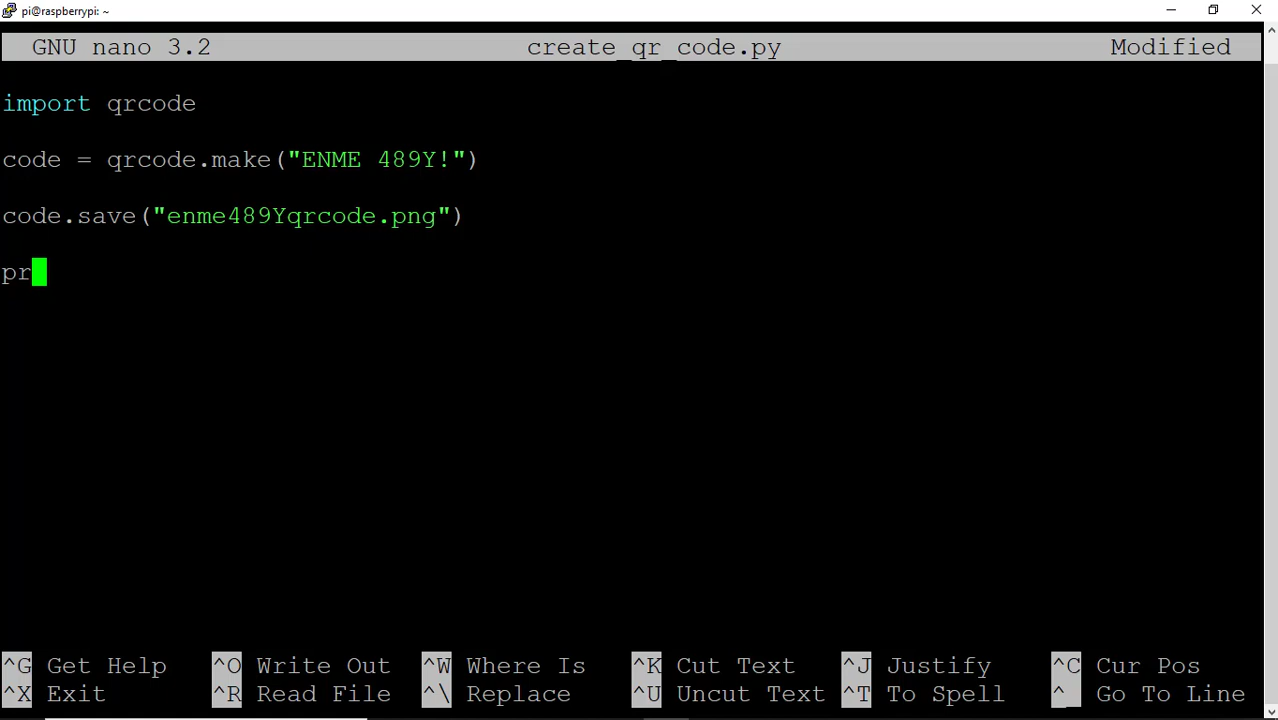 pi@raspberrypi: ~
GNU nano 3.2 create_qr_code.py Modified
import qrcode
code = qrcode.make("ENME 489Y!")
code.save("enme489Yqrcode.png")
pr
^G Get Help ^O Write Out ^W Where Is ^K Cut Text ^J Justify ^C Cur Pos
^X Exit ^R Read File ^\ Replace ^U Uncut Text ^T To Spell ^_ Go To Line